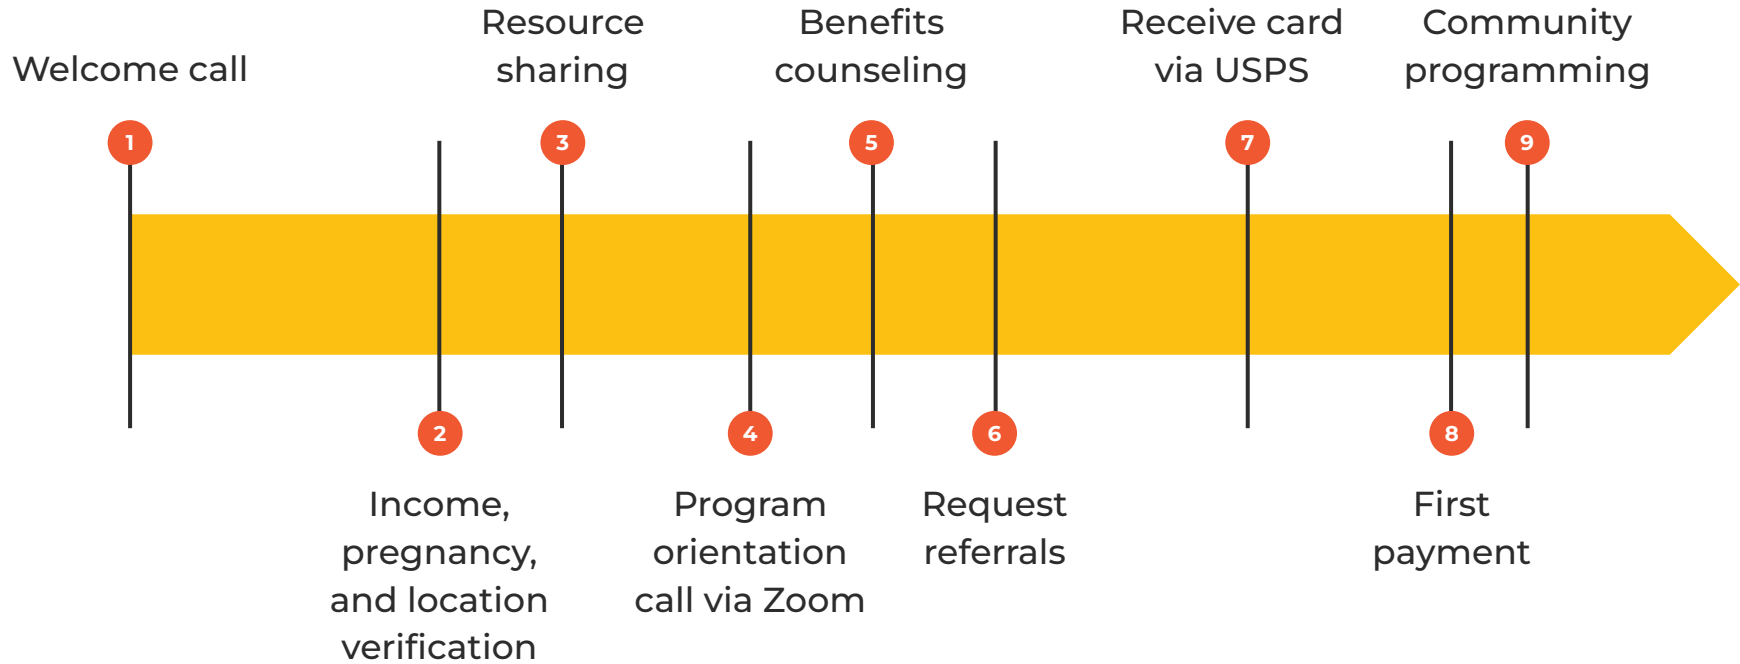 Welcome call
Resource
sharing
Benefits
counseling
Receive card
via USPS
Community
programming
1
3
5
7
9
2
4
6
8
Income,
pregnancy,
and location
verification
Program
orientation
call via Zoom
Request
referrals
First
payment